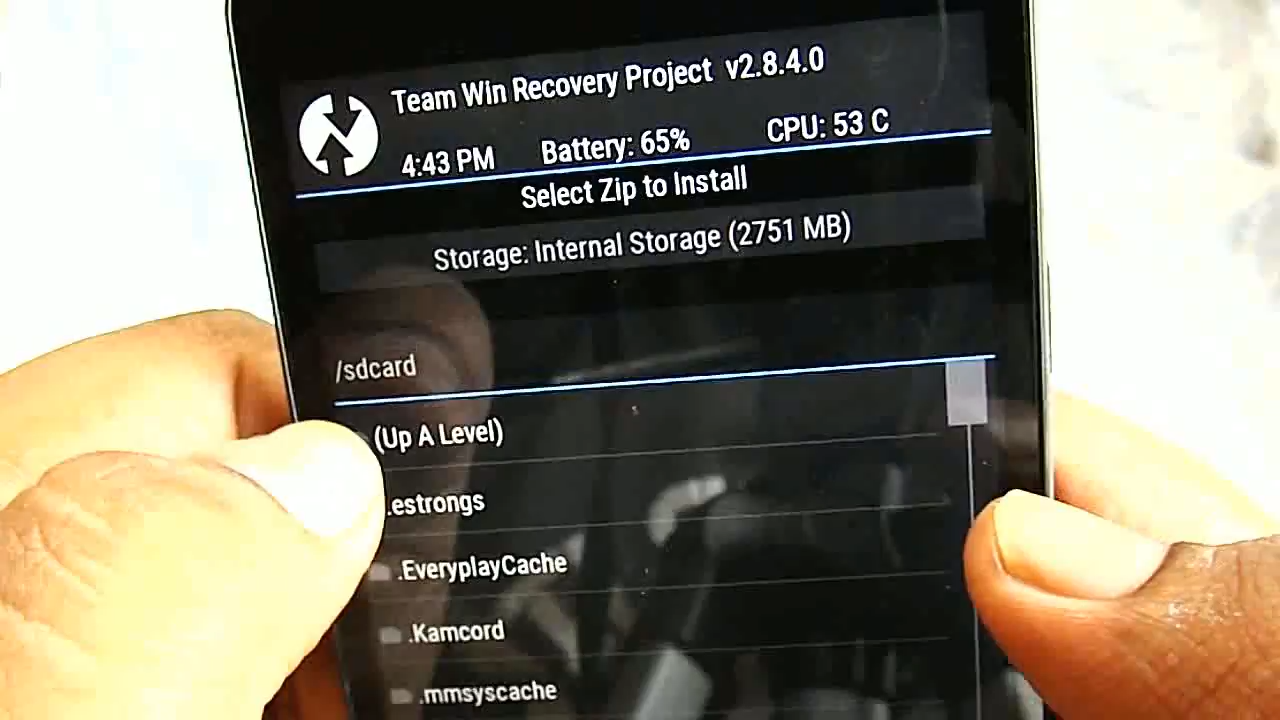 Team Win Recovery Project v2.8.4.0
4:43 PM Battery: 65% CPU: 53 C
Select Zip to Install
Storage: Internal Storage (2751 MB)
/sdcard
(Up A Level)
.estrongs
.EveryplayCache
.Kamcord
.mmsyscache